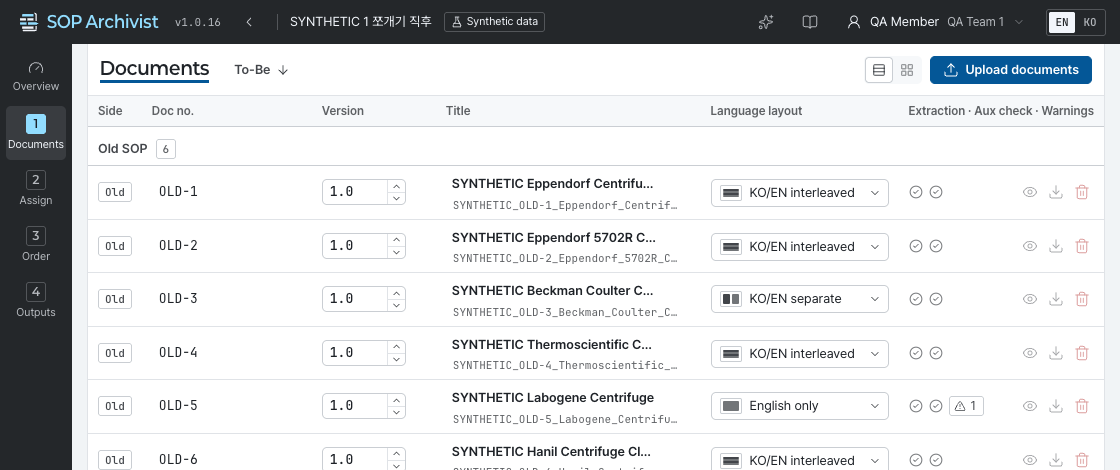 SOP Archivist v1.0.16 SYNTHETIC 1 쪼개기 직후 Synthetic data QA Member QA Team 1 EN KO
Overview
1
Documents
2
Assign
3
Order
4
Outputs
Documents To-Be Upload documents
Side Doc no. Version Title Language layout Extraction · Aux check · Warnings
Old SOP 6
Old OLD-1 1.0 SYNTHETIC Eppendorf Centrifu... KO/EN interleaved
SYNTHETIC_OLD-1_Eppendorf_Centrif…
Old OLD-2 1.0 SYNTHETIC Eppendorf 5702R C... KO/EN interleaved
SYNTHETIC_OLD-2_Eppendorf_5702R_C…
Old OLD-3 1.0 SYNTHETIC Beckman Coulter C... KO/EN separate
SYNTHETIC_OLD-3_Beckman_Coulter_C…
Old OLD-4 1.0 SYNTHETIC Thermoscientific C... KO/EN interleaved
SYNTHETIC_OLD-4_Thermoscientific_…
Old OLD-5 1.0 SYNTHETIC Labogene Centrifuge English only 1
SYNTHETIC_OLD-5_Labogene_Centrifu…
Old OLD-6 1.0 SYNTHETIC Hanil Centrifuge Cl... KO/EN interleaved